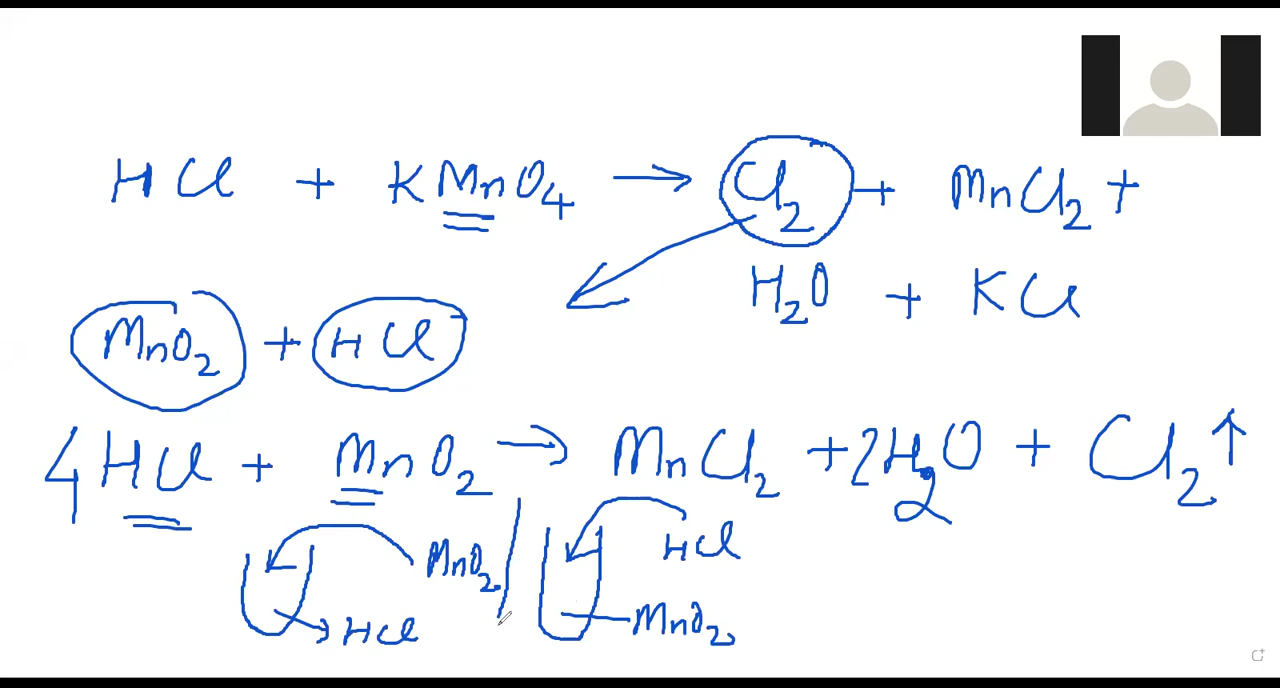 HCl + KMnO4 → Cl2 + MnCl2 +
H2O + KCl
MnO2 + HCl
4HCl + MnO2 → MnCl2 + 2H2O + Cl2 ↑
MnO2 / HCl
HCl MnO2